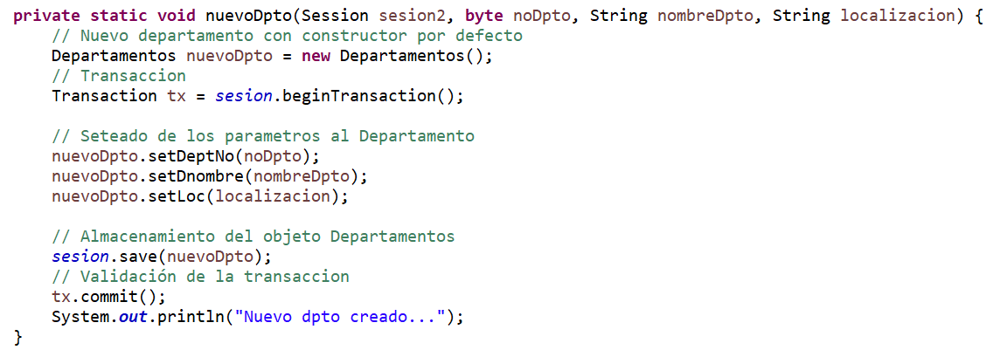 private static void nuevoDpto(Session sesion2, byte noDpto, String nombreDpto, String localizacion) {
    // Nuevo departamento con constructor por defecto
    Departamentos nuevoDpto = new Departamentos();
    // Transaccion
    Transaction tx = sesion.beginTransaction();

    // Seteado de los parametros al Departamento
    nuevoDpto.setDeptNo(noDpto);
    nuevoDpto.setDnombre(nombreDpto);
    nuevoDpto.setLoc(localizacion);

    // Almacenamiento del objeto Departamentos
    sesion.save(nuevoDpto);
    // Validación de la transaccion
    tx.commit();
    System.out.println("Nuevo dpto creado...");
}